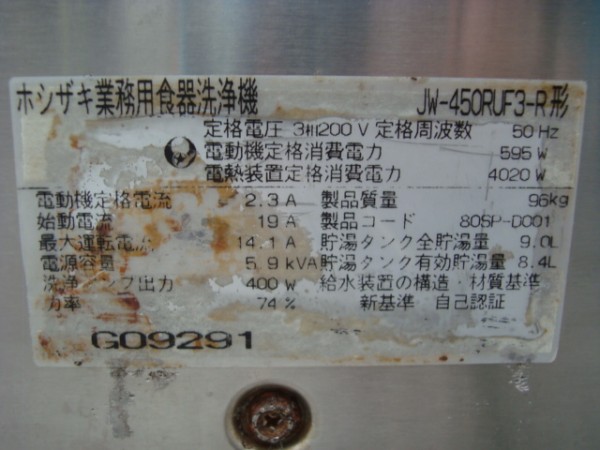 ホシザキ業務用食器洗浄機 JW-450RUF3-R形
定格電圧 3相200V 定格周波数 50Hz
電動機定格消費電力 595W
電熱装置定格消費電力 4020W
電動機定格電流 2.3A 製品質量 96kg
始動電流 19A 製品コード 805P-D001
最大運転電流 14.1A 貯湯タンク全貯湯量 9.0L
電源容量 5.9kVA 貯湯タンク有効貯湯量 8.4L
洗浄 ンプ出力 400W 給水装置の構造・材質基準
力率 74% 新基準 自己認証
G09291